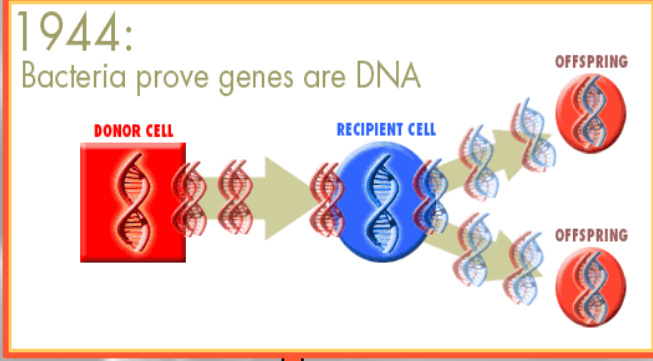 1944:
Bacteria prove genes are DNA
OFFSPRING
DONOR CELL
RECIPIENT CELL
OFFSPRING